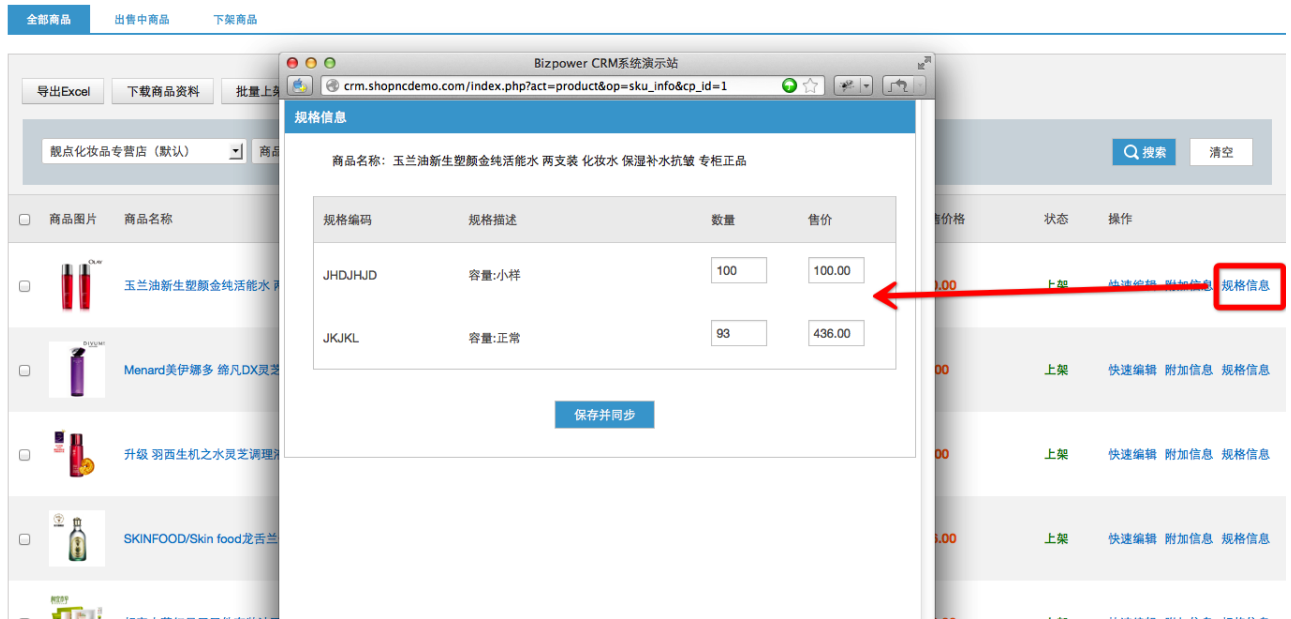 全部商品 出售中商品 下架商品
Bizpower CRM系统演示站
导出Excel 下载商品资料 批量上
crm.shopncdemo.com/index.php?act=product&op=sku_info&cp_id=1
规格信息
靓点化妆品专营店（默认） 商品
搜索 清空
商品名称：玉兰油新生塑颜金纯活能水 两支装 化妆水 保湿补水抗皱 专柜正品
商品图片 商品名称 价格 状态 操作
规格编码 规格描述 数量 售价
JHDJHJD 容量:小样 100 100.00
JKJKL 容量:正常 93 436.00
保存并同步
OLAY
玉兰油新生塑颜金纯活能水 .00 上架 快速编辑 附加信息 规格信息
DIVUM
Menard美伊娜多 缔凡DX灵芝 00 上架 快速编辑 附加信息 规格信息
升级 羽西生机之水灵芝调理 00 上架 快速编辑 附加信息 规格信息
SKINFOOD/Skin food龙舌兰 .00 上架 快速编辑 附加信息 规格信息